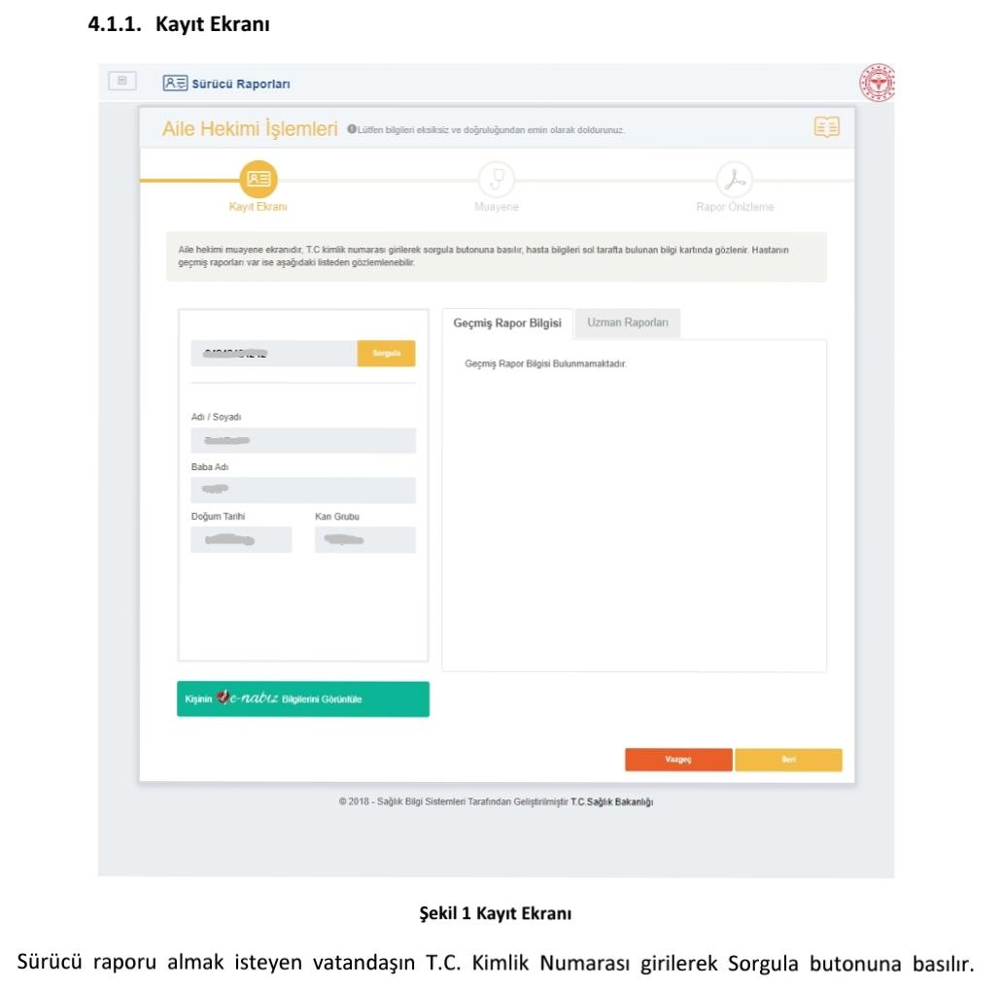 4.1.1. Kayıt Ekranı
Sürücü Raporları
Aile Hekimi İşlemleri Lütfen bilgileri eksiksiz ve doğruluğundan emin olarak doldurunuz.
Kayıt Ekranı
Muayene
Rapor Önizleme
Aile hekimi muayene ekranıdır, T.C kimlik numarası girilerek sorgula butonuna basılır, hasta bilgileri sol tarafta bulunan bilgi kartında gözlenir. Hastanın
geçmiş raporları var ise aşağıdaki listeden gözlemlenebilir.
Sorgula
Adı / Soyadı
Baba Adı
Doğum Tarihi
Kan Grubu
Geçmiş Rapor Bilgisi
Uzman Raporları
Geçmiş Rapor Bilgisi Bulunmamaktadır.
Kişinin e-nabız Bilgilerini Görüntüle
Vazgeç
İleri
© 2018 - Sağlık Bilgi Sistemleri Tarafından Geliştirilmiştir T.C.Sağlık Bakanlığı
Şekil 1 Kayıt Ekranı
Sürücü raporu almak isteyen vatandaşın T.C. Kimlik Numarası girilerek Sorgula butonuna basılır.